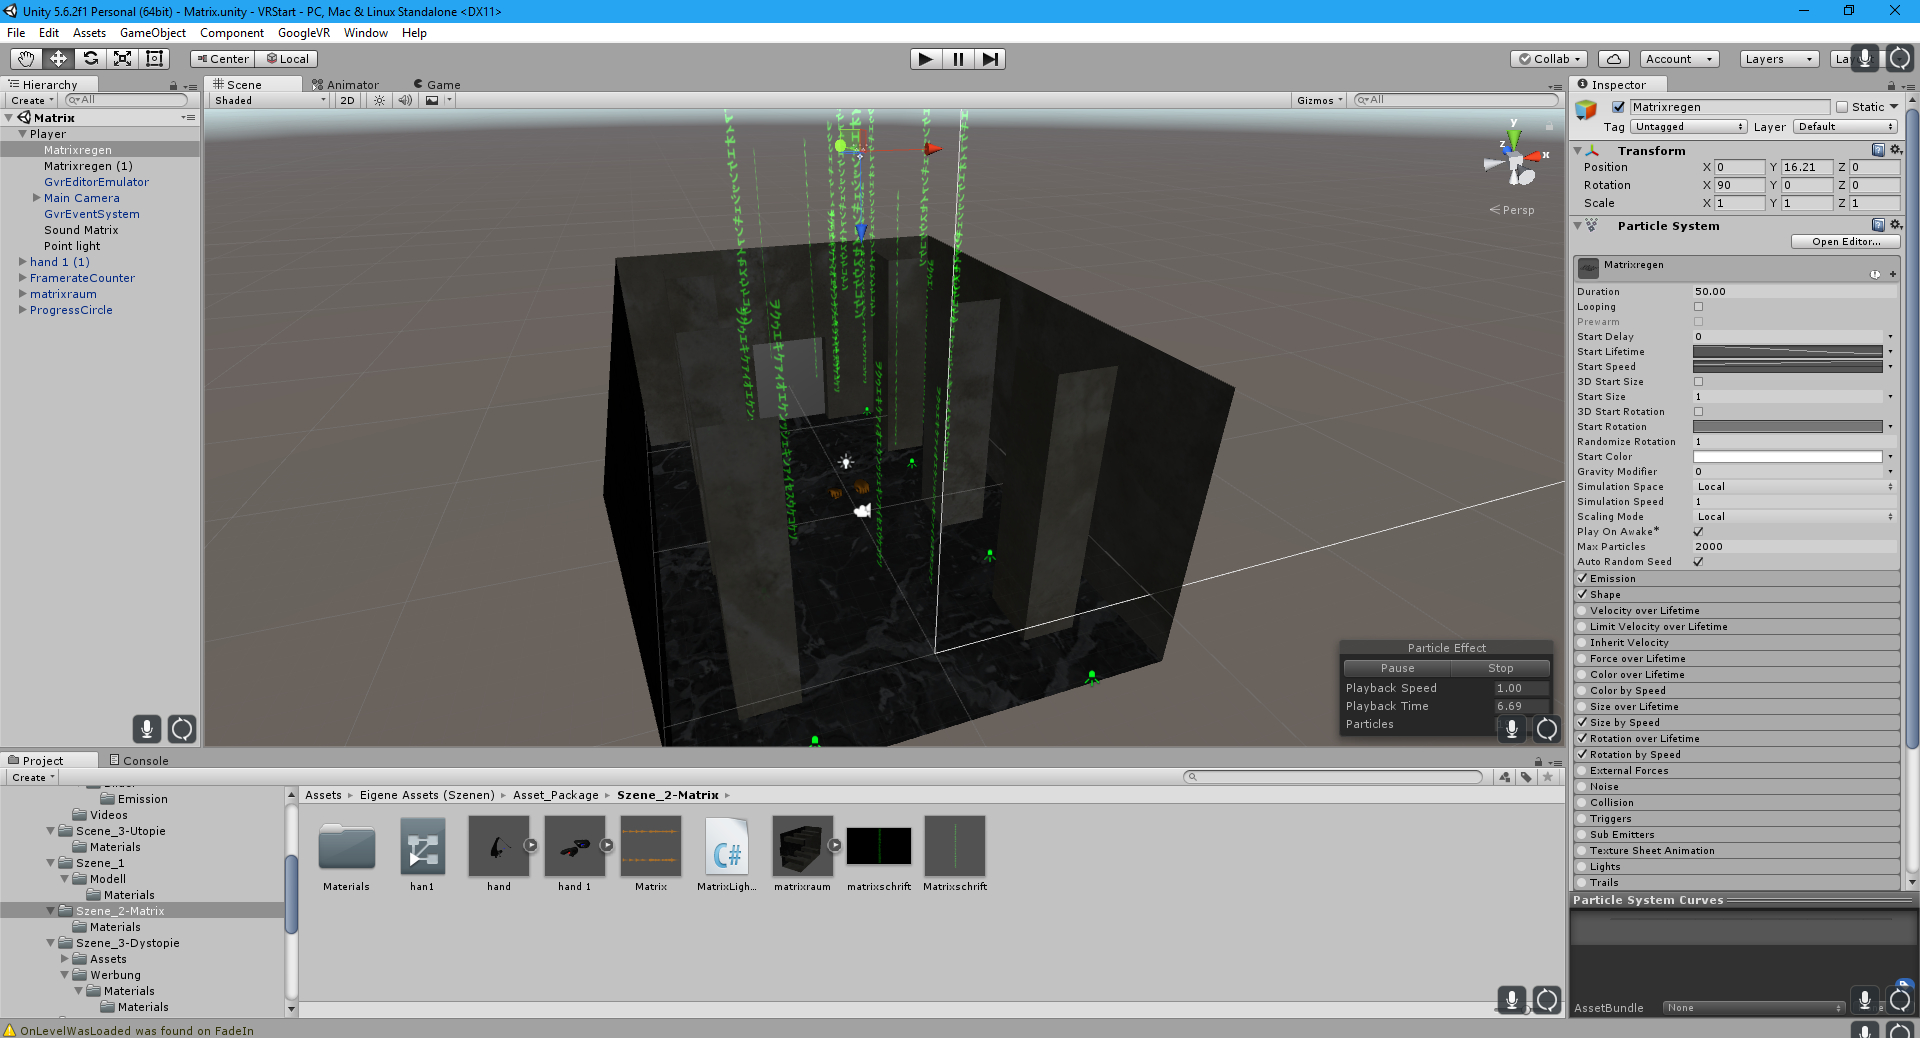 Unity 5.6.2f1 Personal (64bit) - Matrix.unity - VRStart - PC, Mac & Linux Standalone <DX11>
File Edit Assets GameObject Component GoogleVR Window Help
Center Local
Collab Account Layers
Hierarchy
Create All
Matrix
Player
Matrixregen
Matrixregen (1)
GvrEditorEmulator
Main Camera
GvrEventSystem
Sound Matrix
Point light
hand 1 (1)
FramerateCounter
matrixraum
ProgressCircle
Scene Animator Game
Shaded 2D Gizmos All
y
z x
Persp
Particle Effect
Pause Stop
Playback Speed 1.00
Playback Time 6.69
Particles
Inspector
Matrixregen Static
Tag Untagged Layer Default
Transform
Position X 0 Y 16.21 Z 0
Rotation X 90 Y 0 Z 0
Scale X 1 Y 1 Z 1
Particle System
Open Editor...
Matrixregen
Duration 50.00
Looping
Prewarm
Start Delay 0
Start Lifetime
Start Speed
3D Start Size
Start Size 1
3D Start Rotation
Start Rotation
Randomize Rotation 1
Start Color
Gravity Modifier 0
Simulation Space Local
Simulation Speed 1
Scaling Mode Local
Play On Awake*
Max Particles 2000
Auto Random Seed
Emission
Shape
Velocity over Lifetime
Limit Velocity over Lifetime
Inherit Velocity
Force over Lifetime
Color over Lifetime
Color by Speed
Size over Lifetime
Size by Speed
Rotation over Lifetime
Rotation by Speed
External Forces
Noise
Collision
Triggers
Sub Emitters
Texture Sheet Animation
Lights
Trails
Particle System Curves
AssetBundle None
Project Console
Create
Emission
Videos
Scene_3-Utopie
Materials
Szene_1
Modell
Materials
Szene_2-Matrix
Materials
Szene_3-Dystopie
Assets
Werbung
Materials
Materials
Assets Eigene Assets (Szenen) Asset_Package Szene_2-Matrix
C#
Materials han1 hand hand 1 Matrix MatrixLigh... matrixraum matrixschrift Matrixschrift
OnLevelWasLoaded was found on FadeIn